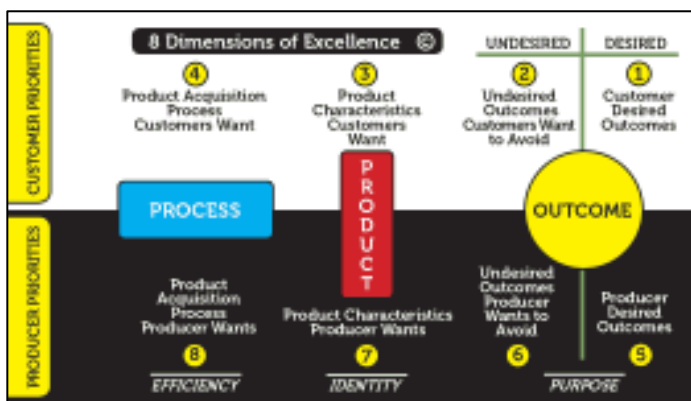 8 Dimensions of Excellence ©
UNDESIRED
DESIRED
CUSTOMER PRIORITIES
4
Product Acquisition
Process
Customers Want
3
Product
Characteristics
Customers
Want
2
Undesired
Outcomes
Customers Want
to Avoid
1
Customer
Desired
Outcomes
PROCESS
PRODUCT
OUTCOME
PRODUCER PRIORITIES
Product
Acquisition
Process
Producer Wants
8
EFFICIENCY
Product Characteristics
Producer Wants
7
IDENTITY
Undesired
Outcomes
Producer
Wants to
Avoid
6
Producer
Desired
Outcomes
5
PURPOSE